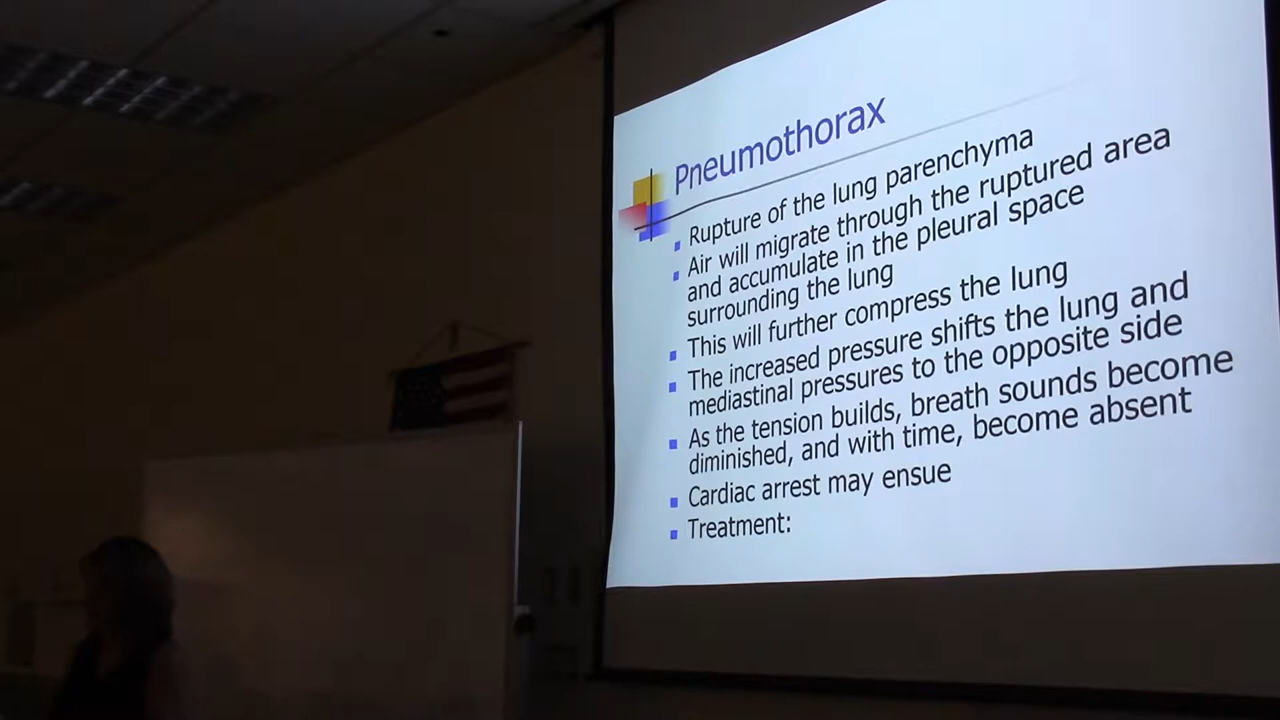 Pneumothorax
Rupture of the lung parenchyma
Air will migrate through the ruptured area
and accumulate in the pleural space
surrounding the lung
This will further compress the lung
The increased pressure shifts the lung and
mediastinal pressures to the opposite side
As the tension builds, breath sounds become
diminished, and with time, become absent
Cardiac arrest may ensue
Treatment: